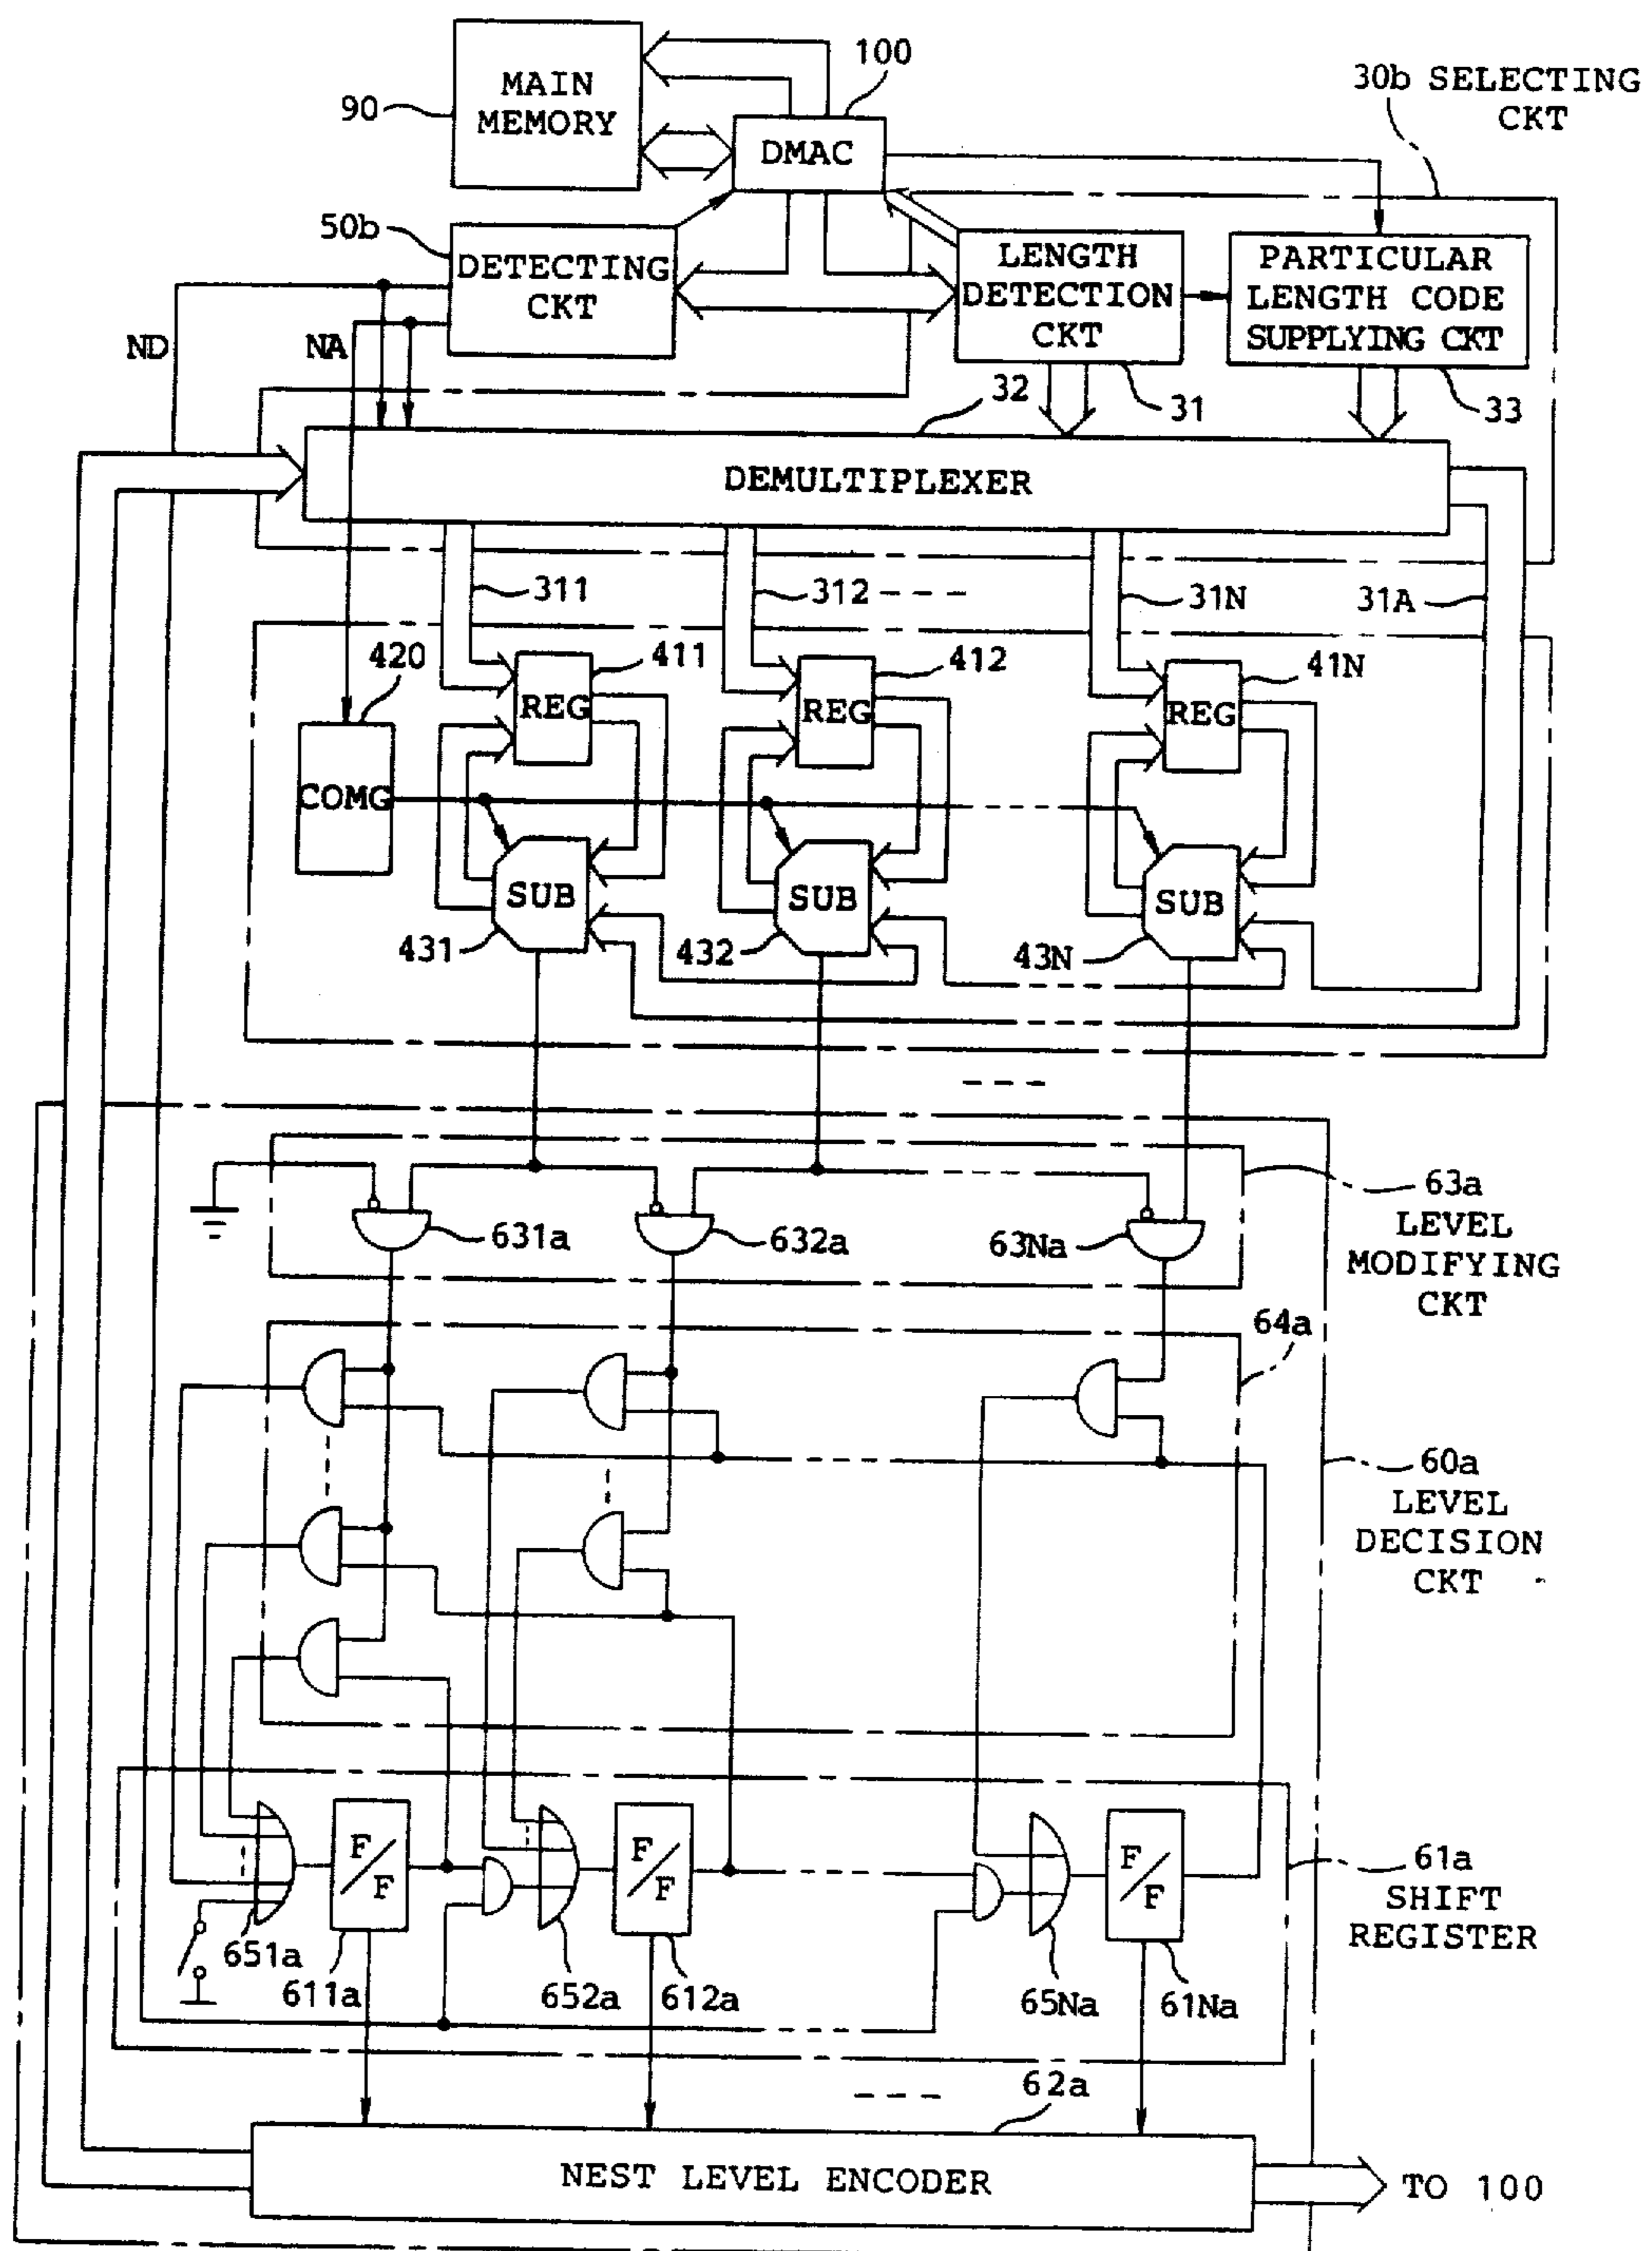 100
MAIN
MEMORY
90
DMAC
30b SELECTING
CKT
50b
DETECTING
CKT
LENGTH
DETECTION
CKT
PARTICULAR
LENGTH CODE
SUPPLYING CKT
ND
NA
32
31
33
DEMULTIPLEXER
311
312
31N
31A
420
411
412
41N
REG
REG
REG
COMG
SUB
SUB
SUB
431
432
43N
631a
632a
63Na
63a
LEVEL
MODIFYING
CKT
64a
60a
LEVEL
DECISION
CKT
F/F
F/F
F/F
61a
SHIFT
REGISTER
651a
611a
652a
612a
65Na
61Na
62a
NEST LEVEL ENCODER
TO 100